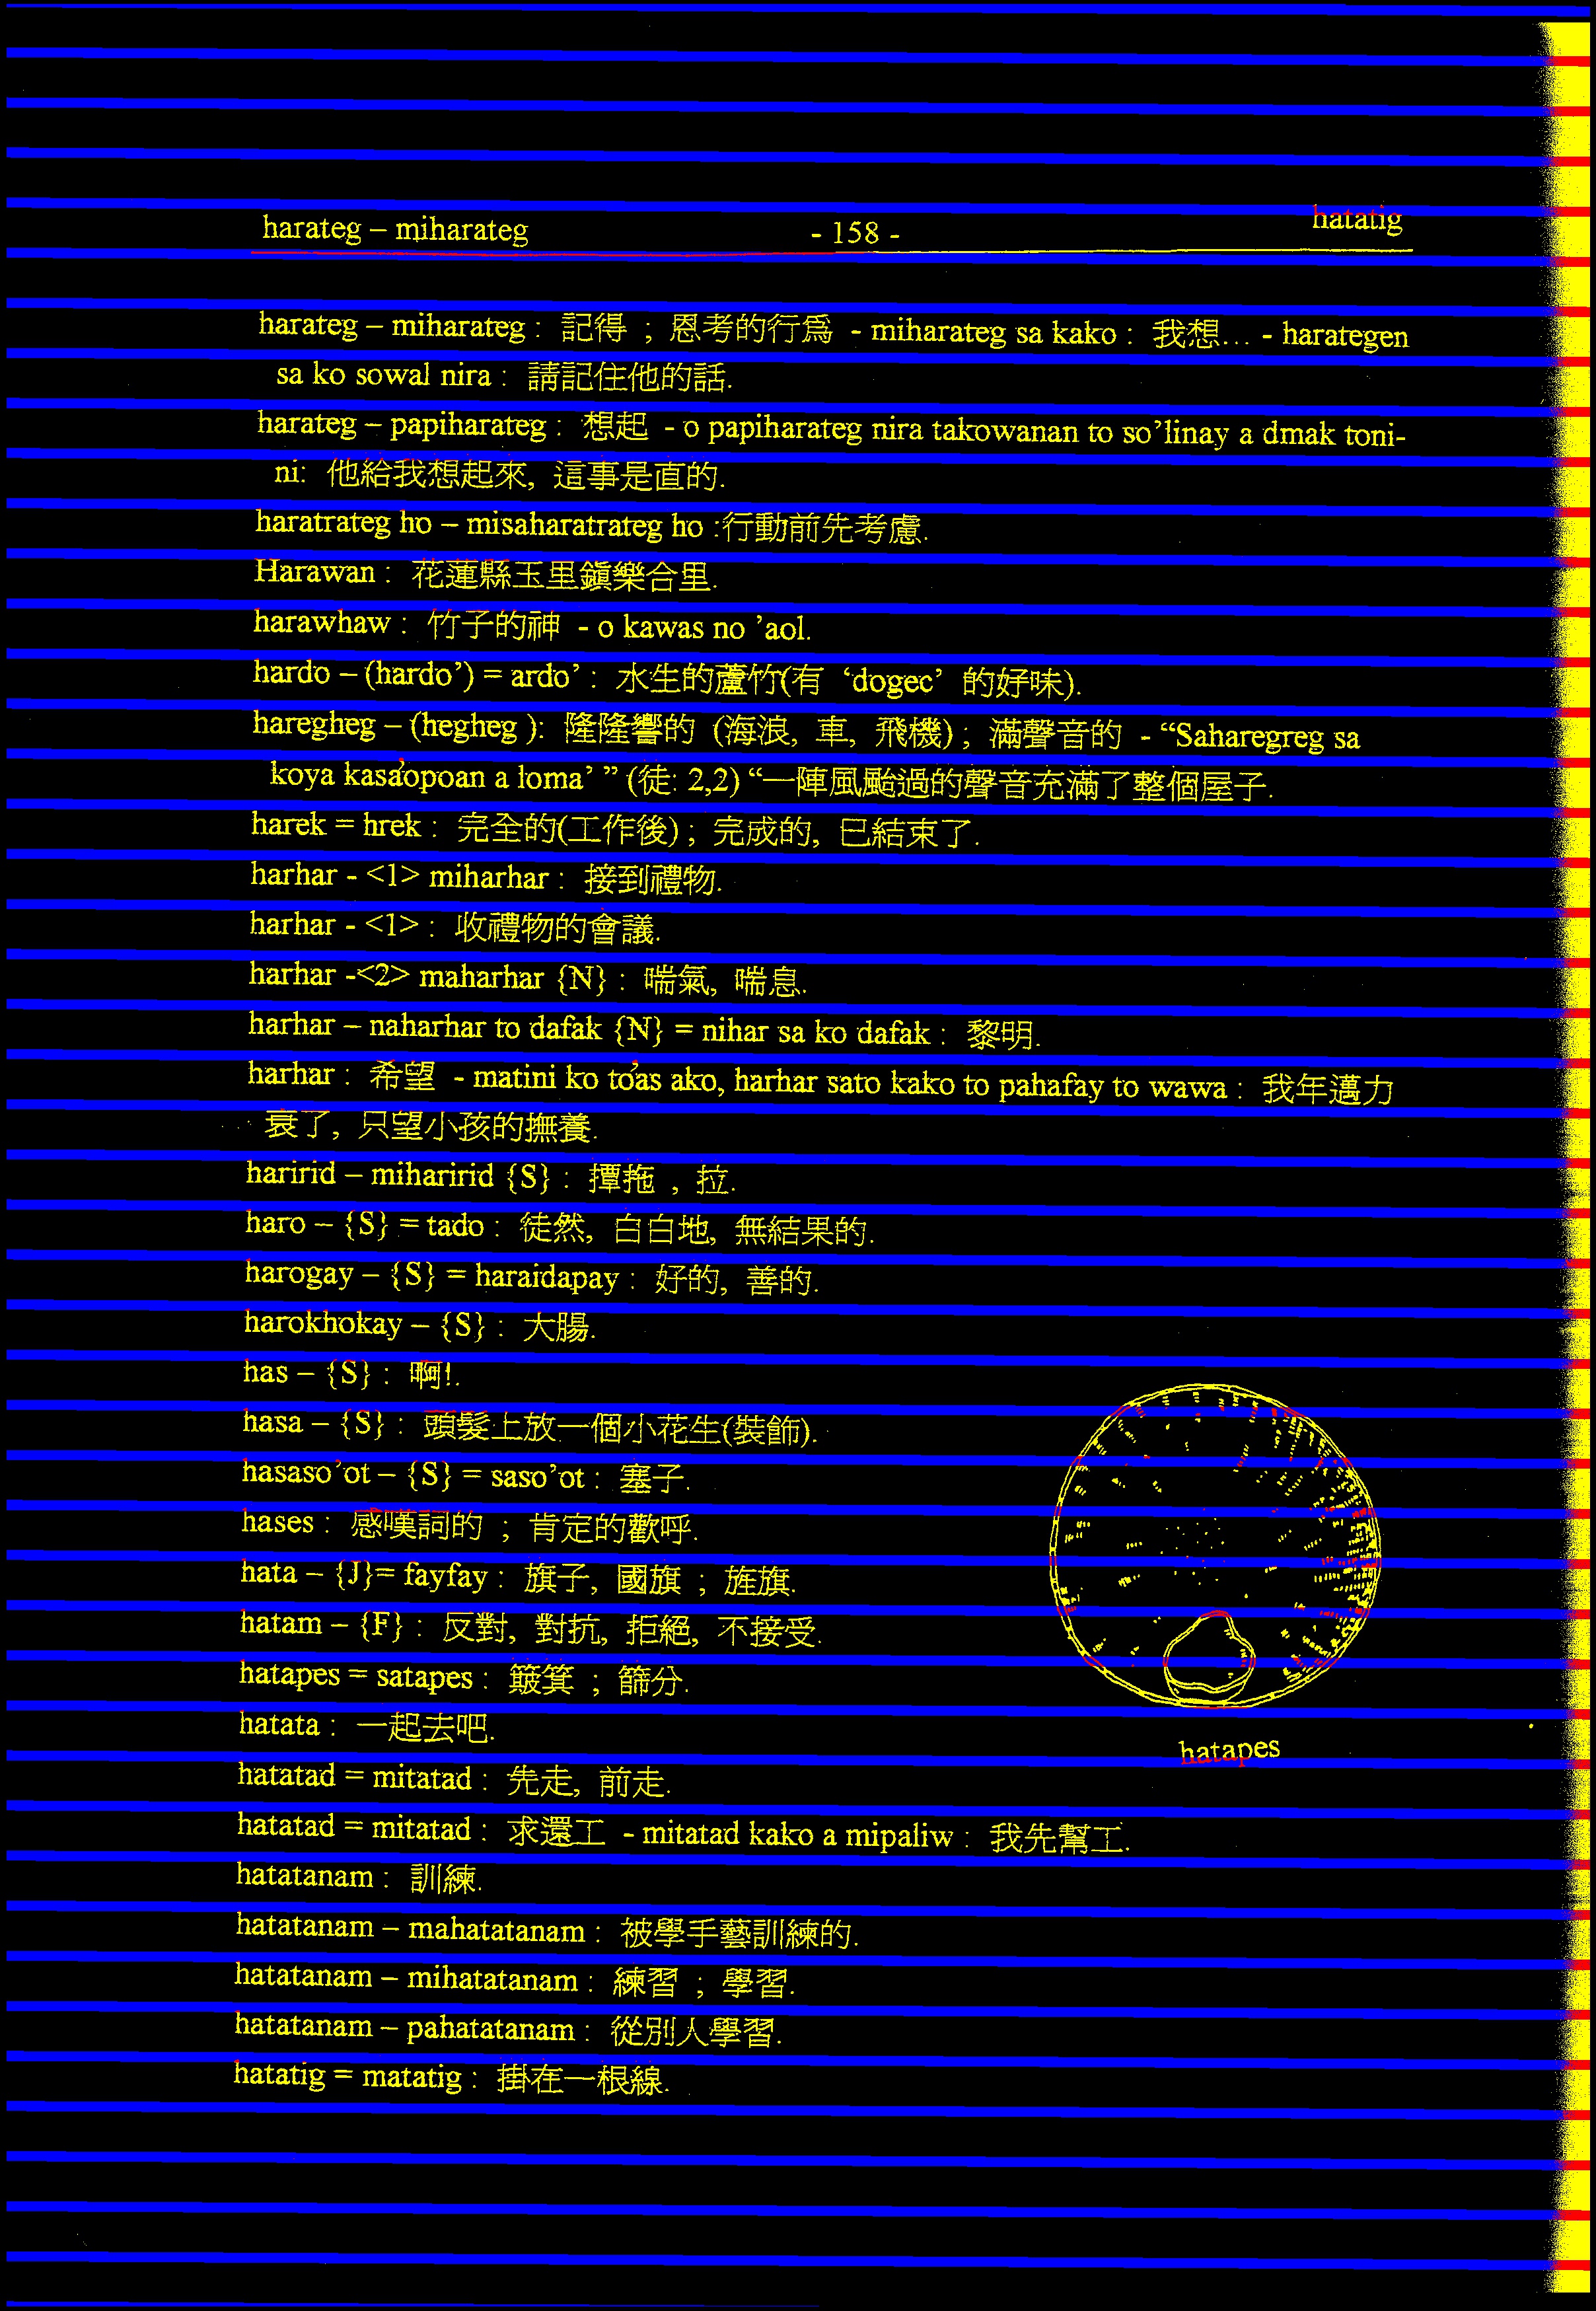 harateg – miharateg - 158 - hatatig
harateg – miharateg : 記得 ; 恩考的行爲 - miharateg sa kako : 我想... - harategen
sa ko sowal nira : 請記住他的話.
harateg – papiharateg : 想起 - o papiharateg nira takowanan to so’linay a dmak toni-
ni: 他給我想起來, 這事是直的.
haratrateg ho – misaharatrateg ho :行動前先考慮.
Harawan : 花蓮縣玉里鎭樂合里.
harawhaw : 竹子的神 - o kawas no ’aol.
hardo – (hardo’) = ardo’ : 水生的蘆竹(有 ‘dogec’ 的好味).
haregheg – (hegheg ): 隆隆響的 (海浪, 車, 飛機) ; 滿聲音的 - “Saharegreg sa
koya kasa’opoan a loma’ ” (徒: 2,2) “一陣風颱過的聲音充滿了整個屋子.
harek = hrek : 完全的(工作後) ; 完成的, 已結束了.
harhar - <1> miharhar : 接到禮物.
harhar - <1> : 收禮物的會議.
harhar -<2> maharhar {N} : 喘氣, 喘息.
harhar – naharhar to dafak {N} = nihar sa ko dafak : 黎明.
harhar : 希望 - matini ko to’as ako, harhar sato kako to pahafay to wawa : 我年邁力
衰了, 只望小孩的撫養.
haririd – miharirid {S} : 撢拖 , 拉.
haro – {S} = tado : 徒然, 白白地, 無結果的.
harogay – {S} = haraidapay : 好的, 善的.
harokhokay – {S} : 大腸.
has – {S} : 啊!.
hasa – {S} : 頭髮上放一個小花生(裝飾).
hasaso’ot – {S} = saso’ot : 塞子.
hases : 感嘆詞的 ; 肯定的歡呼.
hata – {J}= fayfay : 旗子, 國旗 ; 旌旗.
hatam – {F} : 反對, 對抗, 拒絕, 不接受.
hatapes = satapes : 簸箕 ; 篩分.
hatata : 一起去吧.
hatapes
hatatad = mitatad : 先走, 前走.
hatatad = mitatad : 求還工 - mitatad kako a mipaliw : 我先幫工.
hatatanam : 訓練.
hatatanam – mahatatanam : 被學手藝訓練的.
hatatanam – mihatatanam : 練習 ; 學習.
hatatanam – pahatatanam : 從別人學習.
hatatig = matatig : 掛在一根線.